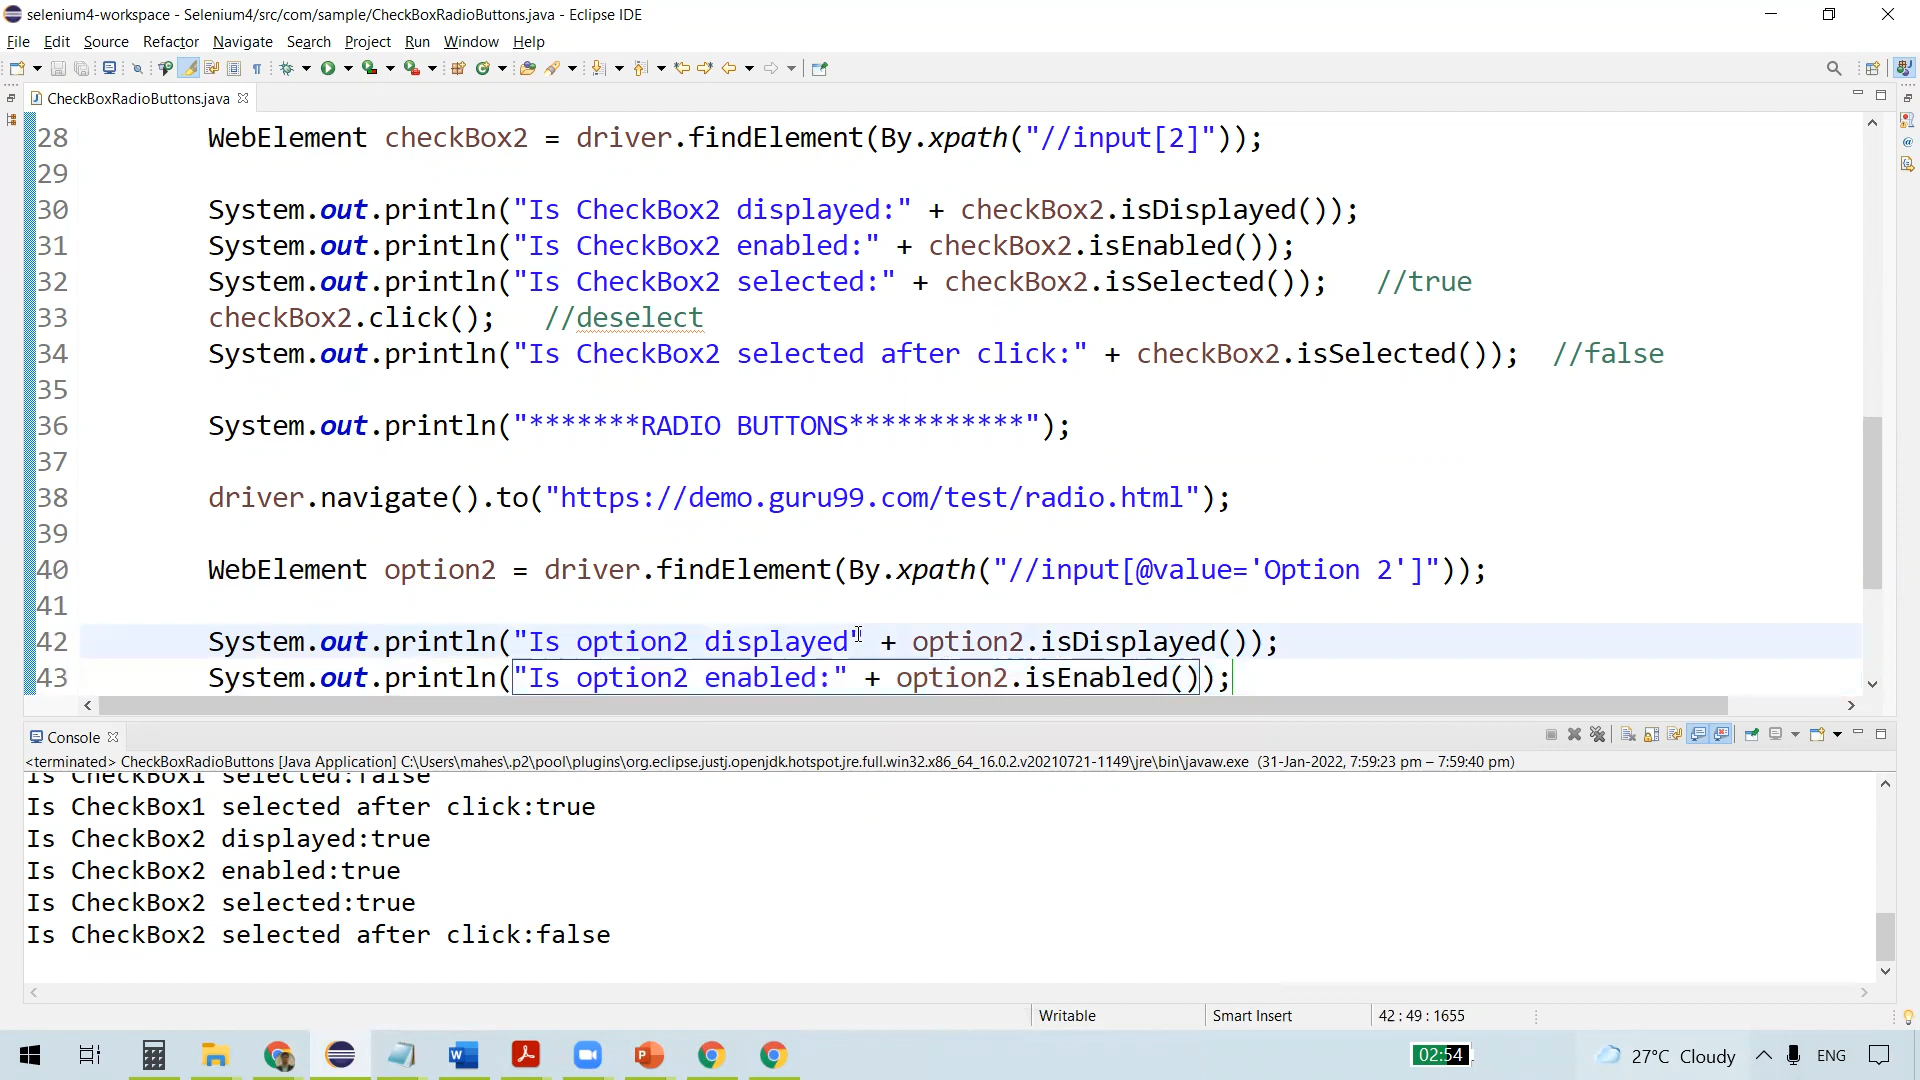 selenium4-workspace - Selenium4/src/com/sample/CheckBoxRadioButtons.java - Eclipse IDE
File Edit Source Refactor Navigate Search Project Run Window Help
CheckBoxRadioButtons.java
28 WebElement checkBox2 = driver.findElement(By.xpath("//input[2]"));
29
30 System.out.println("Is CheckBox2 displayed:" + checkBox2.isDisplayed());
31 System.out.println("Is CheckBox2 enabled:" + checkBox2.isEnabled());
32 System.out.println("Is CheckBox2 selected:" + checkBox2.isSelected()); //true
33 checkBox2.click(); //deselect
34 System.out.println("Is CheckBox2 selected after click:" + checkBox2.isSelected()); //false
35
36 System.out.println("*******RADIO BUTTONS***********");
37
38 driver.navigate().to("https://demo.guru99.com/test/radio.html");
39
40 WebElement option2 = driver.findElement(By.xpath("//input[@value='Option 2']"));
41
42 System.out.println("Is option2 displayed" + option2.isDisplayed());
43 System.out.println("Is option2 enabled:" + option2.isEnabled());
Console
<terminated> CheckBoxRadioButtons [Java Application] C:\Users\mahes\.p2\pool\plugins\org.eclipse.justj.openjdk.hotspot.jre.full.win32.x86_64_16.0.2.v20210721-1149\jre\bin\javaw.exe (31-Jan-2022, 7:59:23 pm – 7:59:40 pm)
Is CheckBox1 selected:false
Is CheckBox1 selected after click:true
Is CheckBox2 displayed:true
Is CheckBox2 enabled:true
Is CheckBox2 selected:true
Is CheckBox2 selected after click:false
Writable Smart Insert 42 : 49 : 1655
02:54 27°C Cloudy ENG